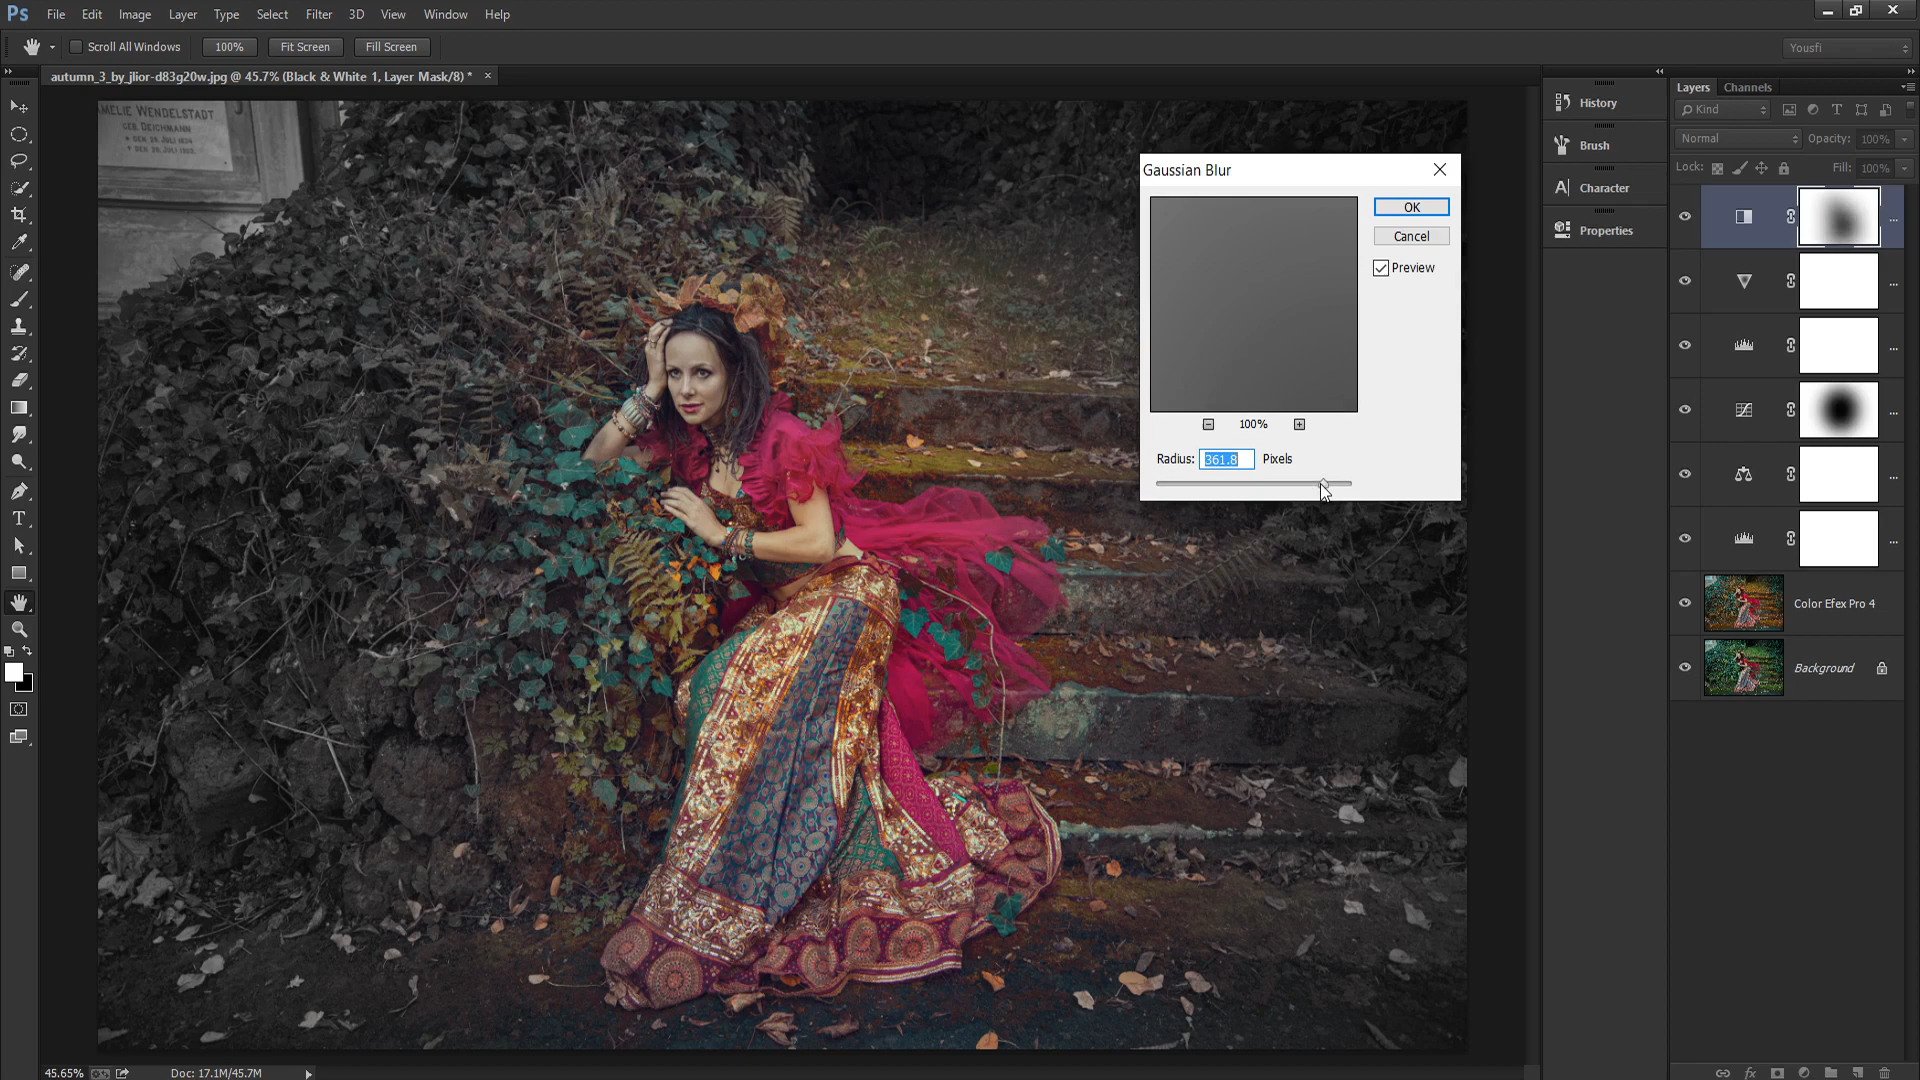 Ps File Edit Image Layer Type Select Filter 3D View Window Help
Scroll All Windows 100% Fit Screen Fill Screen Yousfi
autumn_3_by_jlior-d83g20w.jpg @ 45.7% (Black & White 1, Layer Mask/8) * ×
AMELIE WENDELSTADT
GEB. DEICHMANN
Gaussian Blur
OK
Cancel
Preview
100%
Radius: 361.8 Pixels
History
Brush
Character
Properties
Layers Channels
Kind
Normal Opacity: 100%
Lock: Fill: 100%
Color Efex Pro 4
Background
45.65% Doc: 17.1M/45.7M